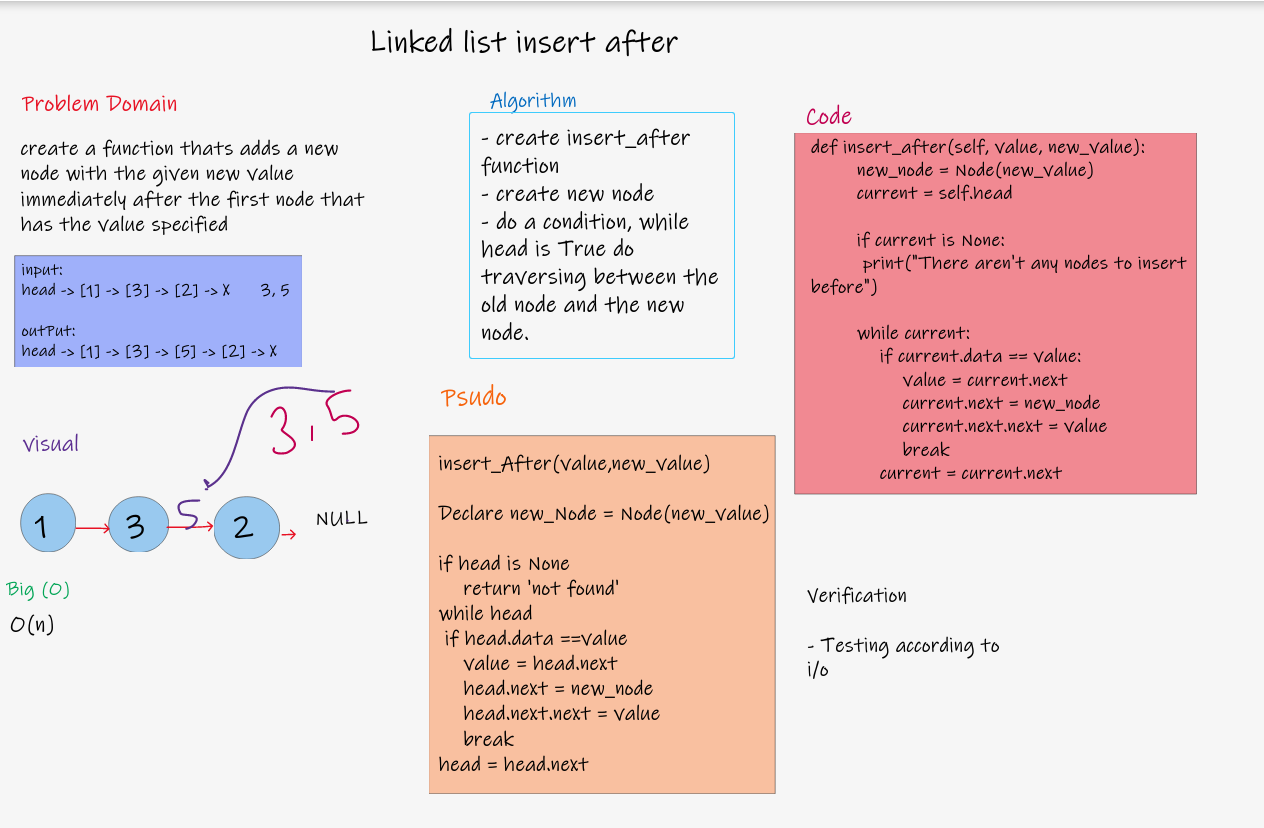 Linked list insert after
Problem Domain
create a function thats adds a new
node with the given new value
immediately after the first node that
has the value specified
input:
head -> [1] -> [3] -> [2] -> X 3, 5
outPut:
head -> [1] -> [3] -> [5] -> [2] -> X
Visual
3, 5
1
3
5
2
NULL
Big (O)
O(n)
Algorithm
- create insert_after
function
- create new node
- do a condition, while
head is True do
traversing between the
old node and the new
node.
Psudo
insert_After(value,new_value)
Declare new_Node = Node(new_value)
if head is None
return 'not found'
while head
if head.data ==value
value = head.next
head.next = new_node
head.next.next = value
break
head = head.next
Code
def insert_after(self, value, new_value):
new_node = Node(new_value)
current = self.head
if current is None:
print("There aren't any nodes to insert
before")
while current:
if current.data == value:
value = current.next
current.next = new_node
current.next.next = value
break
current = current.next
Verification
- Testing according to
i/o